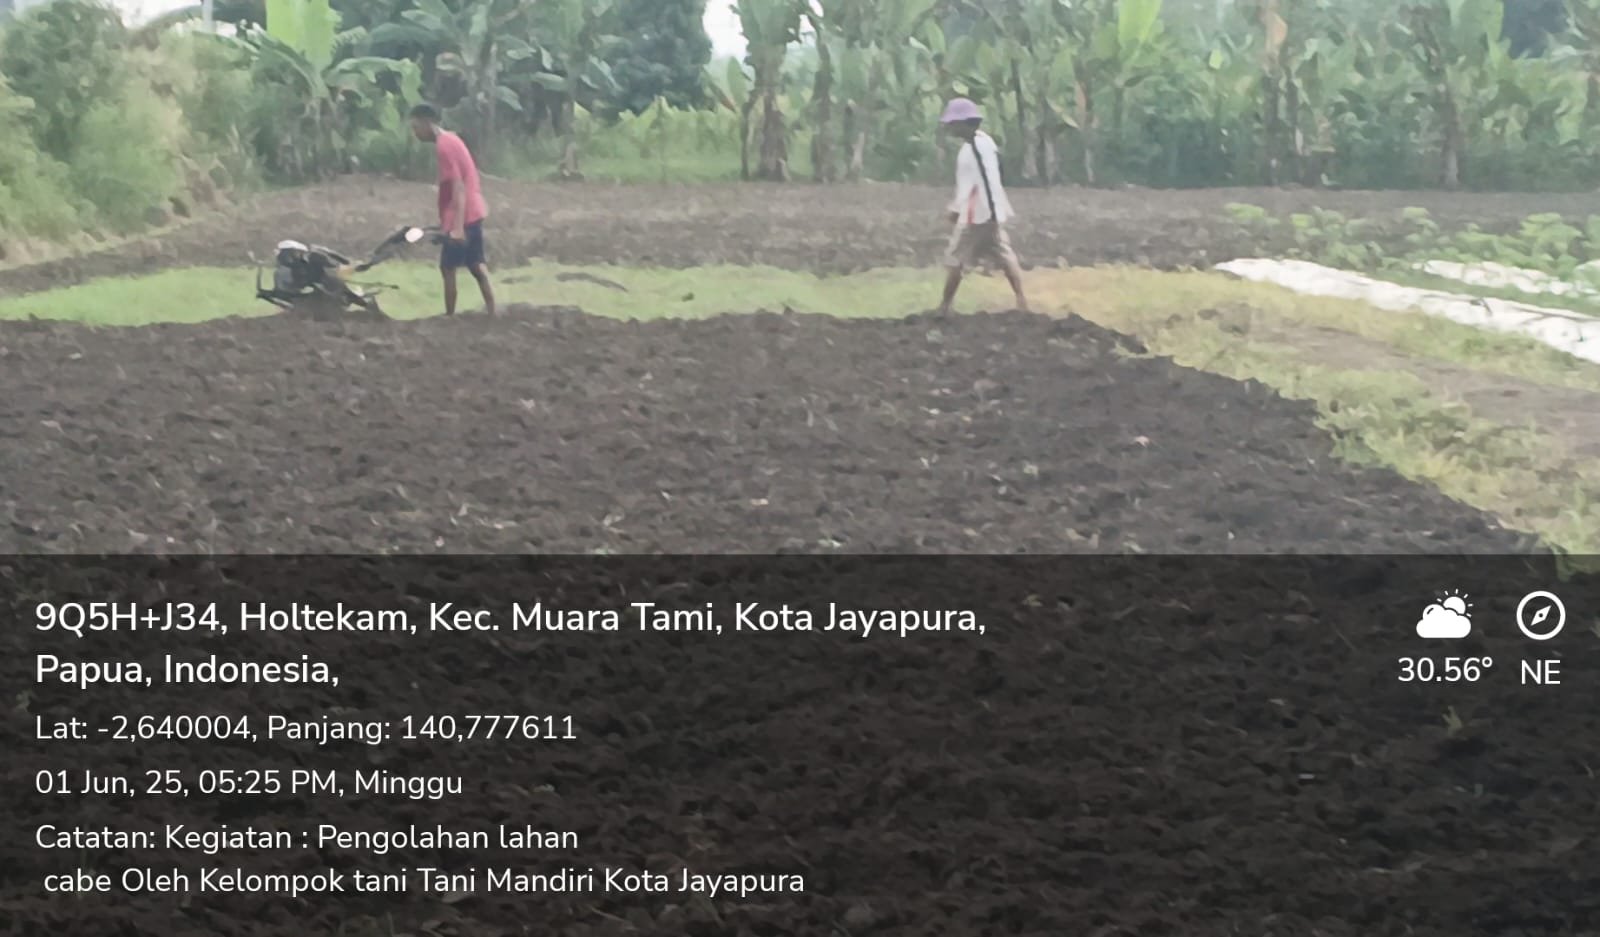 9Q5H+J34, Holtekam, Kec. Muara Tami, Kota Jayapura,
Papua, Indonesia,
30.56° NE
Lat: -2,640004, Panjang: 140,777611
01 Jun, 25, 05:25 PM, Minggu
Catatan: Kegiatan : Pengolahan lahan
cabe Oleh Kelompok tani Tani Mandiri Kota Jayapura